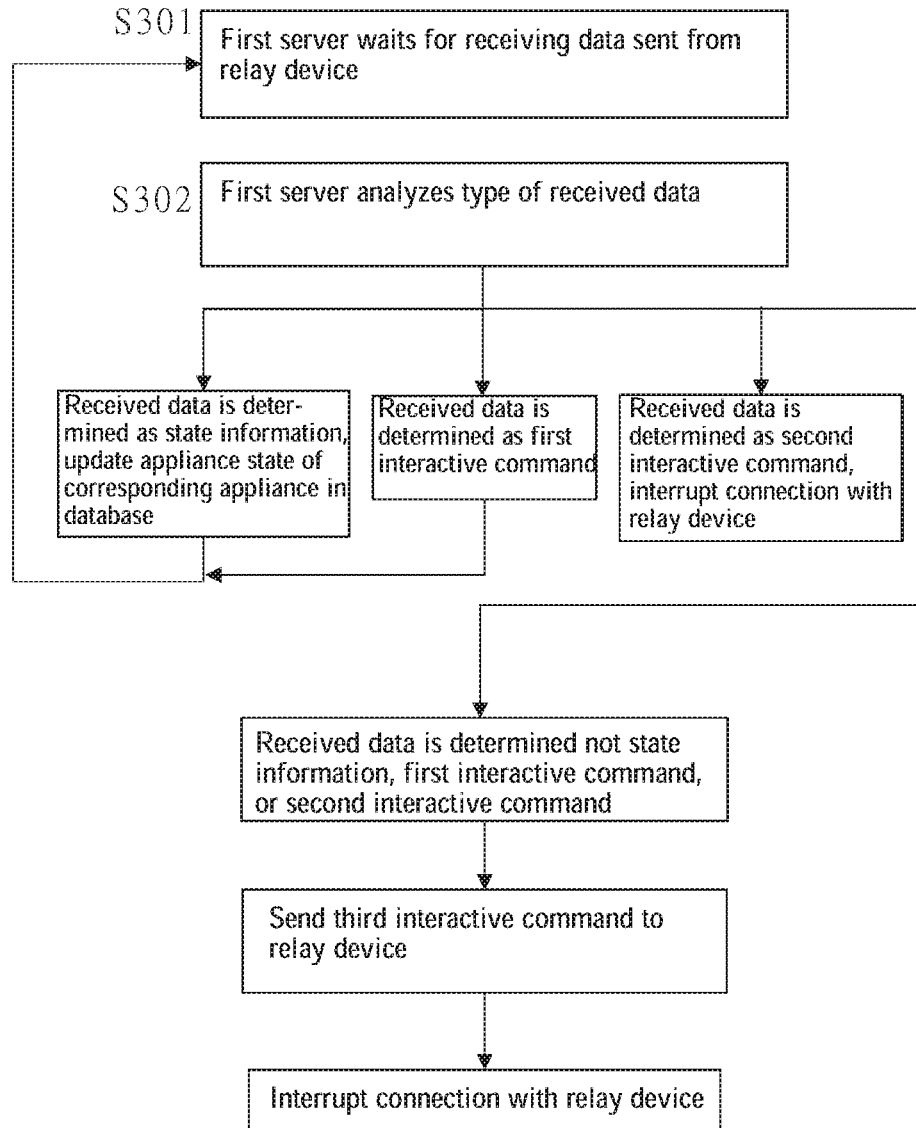 S301
First server waits for receiving data sent from
relay device
S302
First server analyzes type of received data
Received data is deter-
mined as state information,
update appliance state of
corresponding appliance in
database
Received data is
determined as first
interactive command
Received data is
determined as second
interactive command,
interrupt connection with
relay device
Received data is determined not state
information, first interactive command,
or second interactive command
Send third interactive command to
relay device
Interrupt connection with relay device